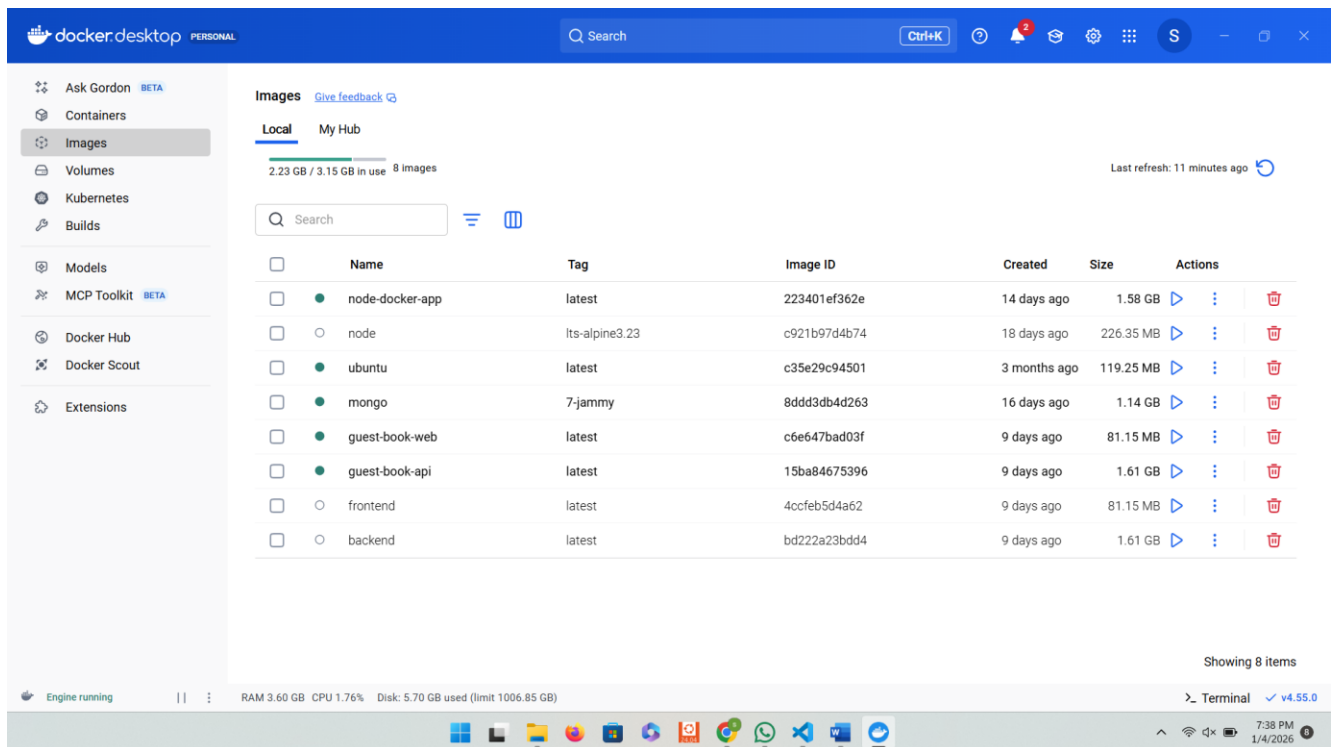 docker.desktop PERSONAL Search Ctrl+K 2 S
Ask Gordon BETA
Containers
Images
Volumes
Kubernetes
Builds
Models
MCP Toolkit BETA
Docker Hub
Docker Scout
Extensions
Images Give feedback
Local My Hub
2.23 GB / 3.15 GB in use 8 images Last refresh: 11 minutes ago
Search
Name Tag Image ID Created Size Actions
node-docker-app latest 223401ef362e 14 days ago 1.58 GB
node lts-alpine3.23 c921b97d4b74 18 days ago 226.35 MB
ubuntu latest c35e29c94501 3 months ago 119.25 MB
mongo 7-jammy 8ddd3db4d263 16 days ago 1.14 GB
guest-book-web latest c6e647bad03f 9 days ago 81.15 MB
guest-book-api latest 15ba84675396 9 days ago 1.61 GB
frontend latest 4ccfeb5d4a62 9 days ago 81.15 MB
backend latest bd222a23bdd4 9 days ago 1.61 GB
Showing 8 items
Engine running RAM 3.60 GB CPU 1.76% Disk: 5.70 GB used (limit 1006.85 GB) Terminal v4.55.0
7:38 PM
1/4/2026 8